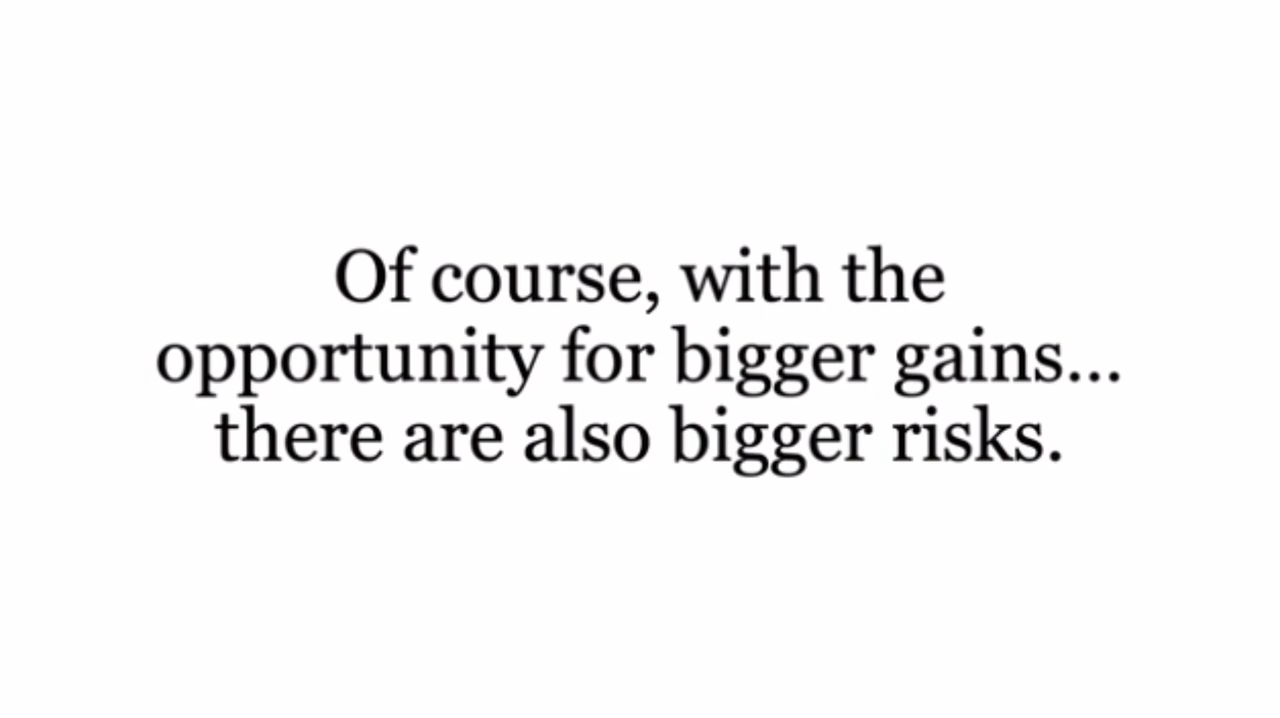 Of course, with the
opportunity for bigger gains...
there are also bigger risks.